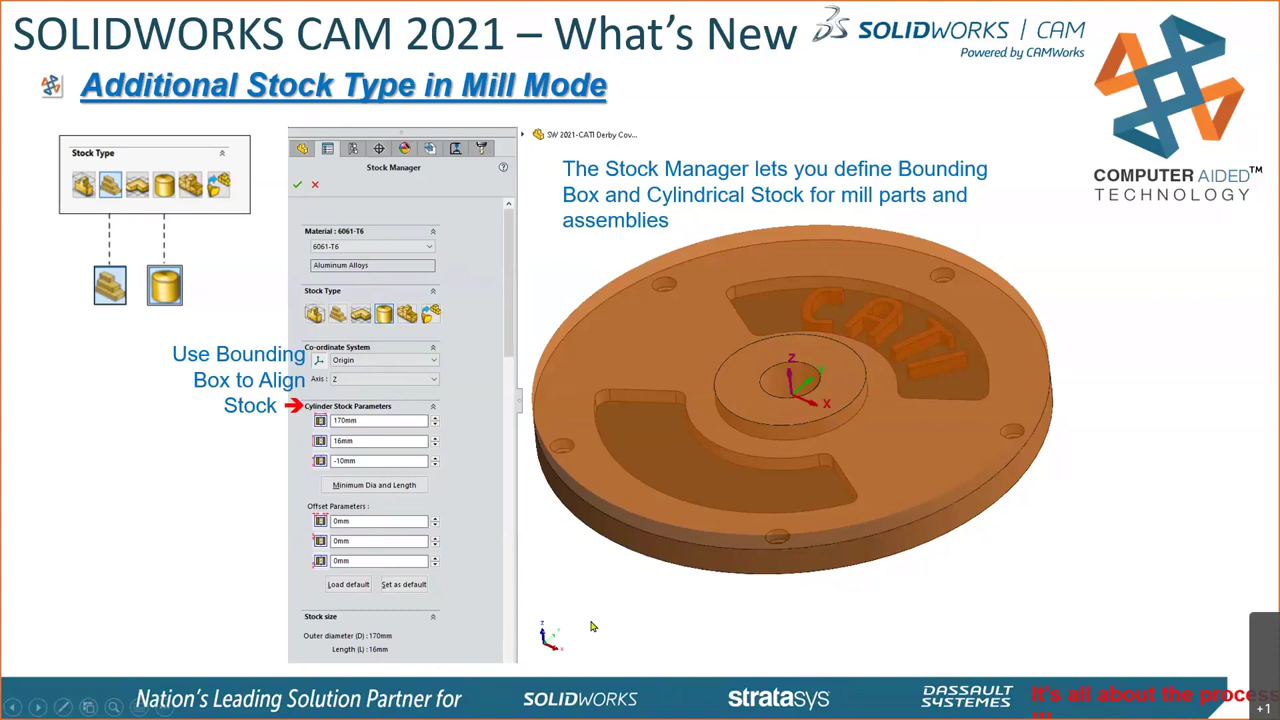 SOLIDWORKS CAM 2021 – What's New
SOLIDWORKS | CAM
Powered by CAMWorks
Additional Stock Type in Mill Mode
COMPUTER AIDED™
TECHNOLOGY
Stock Type
SW 2021-CATI Derby Cov...
Stock Manager
The Stock Manager lets you define Bounding
Box and Cylindrical Stock for mill parts and
assemblies
Material : 6061-T6
6061-T6
Aluminum Alloys
Stock Type
CATI
Use Bounding
Box to Align
Stock
Co-ordinate System
Origin
Axis : Z
Z
Y
X
Cylinder Stock Parameters
170mm
16mm
-10mm
Minimum Dia and Length
Offset Parameters :
0mm
0mm
0mm
Load default
Set as default
Stock size
Outer diameter (D) : 170mm
Length (L) : 16mm
z
y
x
Nation's Leading Solution Partner for
SOLIDWORKS
stratasys
DASSAULT
SYSTEMES
It's all about the process
!!!
+1